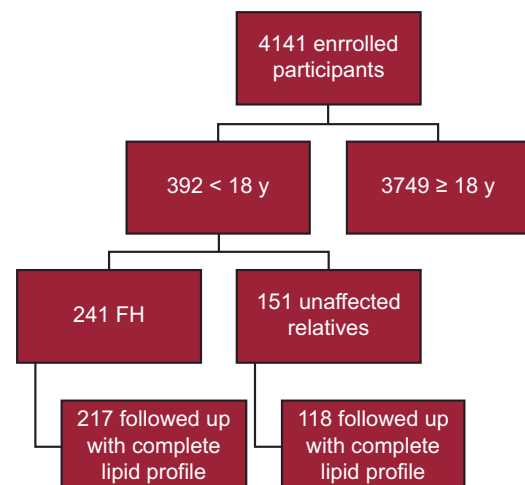 4141 enrrolled
participants
392 < 18 y
3749 ≥ 18 y
241 FH
151 unaffected
relatives
217 followed up
with complete
lipid profile
118 followed up
with complete
lipid profile